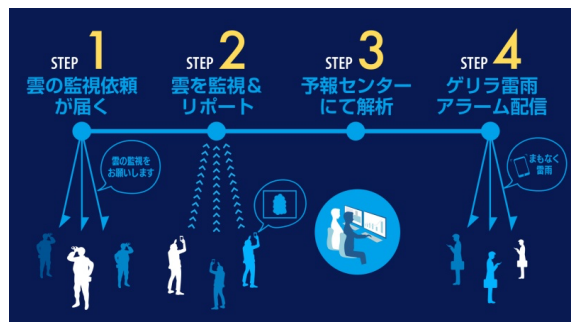 STEP 1
雲の監視依頼
が届く
STEP 2
雲を監視&
リポート
STEP 3
予報センター
にて解析
STEP 4
ゲリラ雷雨
アラーム配信
雲の監視を
お願いします
まもなく
雷雨